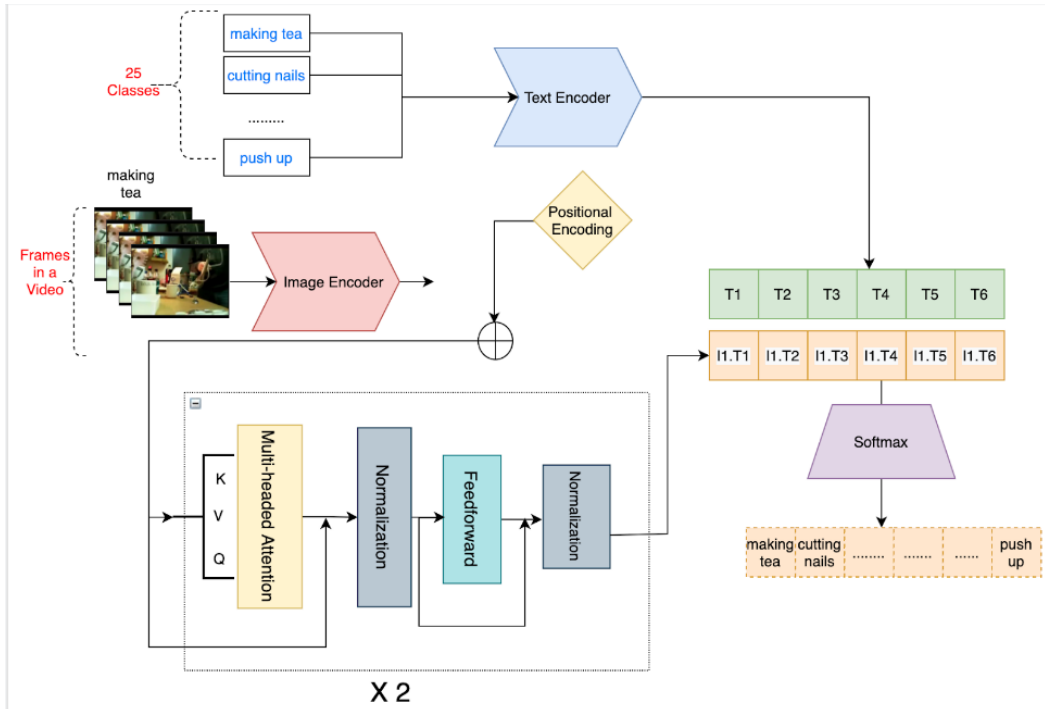 25
Classes
making tea
cutting nails
.........
push up
Text Encoder
making
tea
Frames
in a
Video
Image Encoder
Positional
Encoding
T1 T2 T3 T4 T5 T6
I1.T1 I1.T2 I1.T3 I1.T4 I1.T5 I1.T6
Softmax
making
tea
cutting
nails
........
.......
......
push
up
K
V
Q
Multi-headed Attention
Normalization
Feedforward
Normalization
X 2